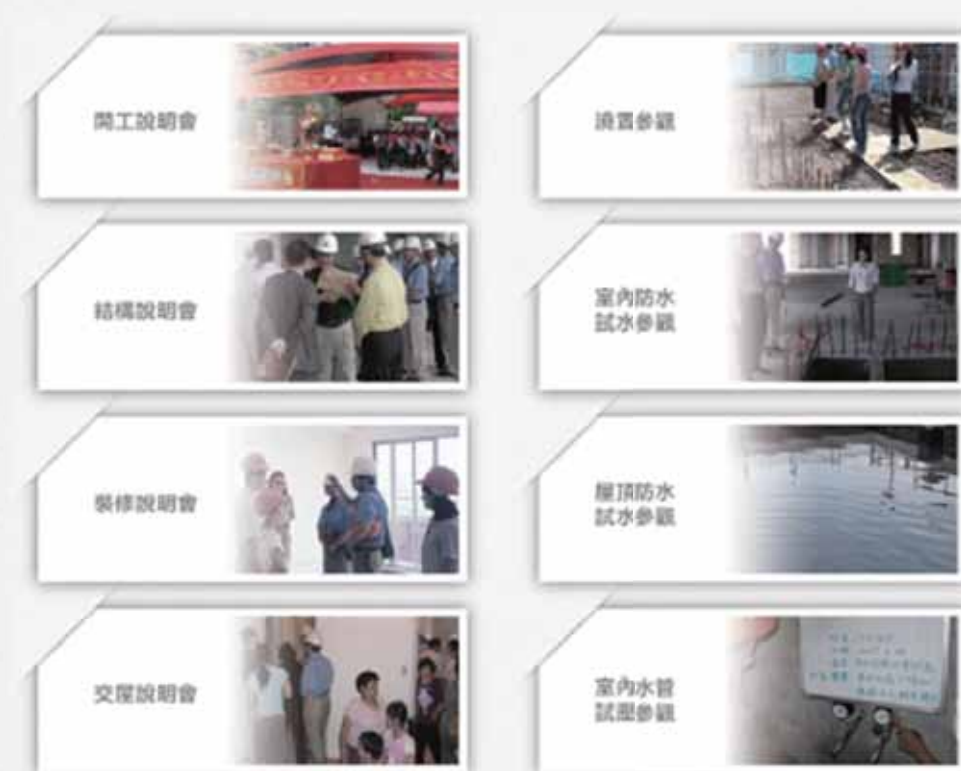 開工說明會
結構說明會
裝修說明會
交屋說明會
澆置參觀
室內防水
試水參觀
屋頂防水
試水參觀
室內水管
試壓參觀